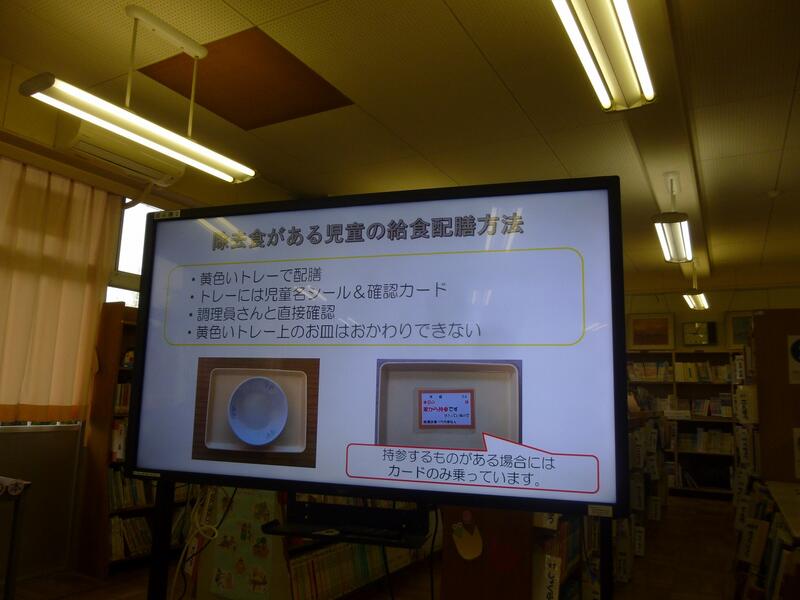 除去食がある児童の給食配膳方法
・黄色いトレーで配膳
・トレーには児童名シール＆確認カード
・調理員さんと直接確認
・黄色いトレー上のお皿はおかわりできない
家から持参です
持参するものがある場合には
カードのみ乗っています。